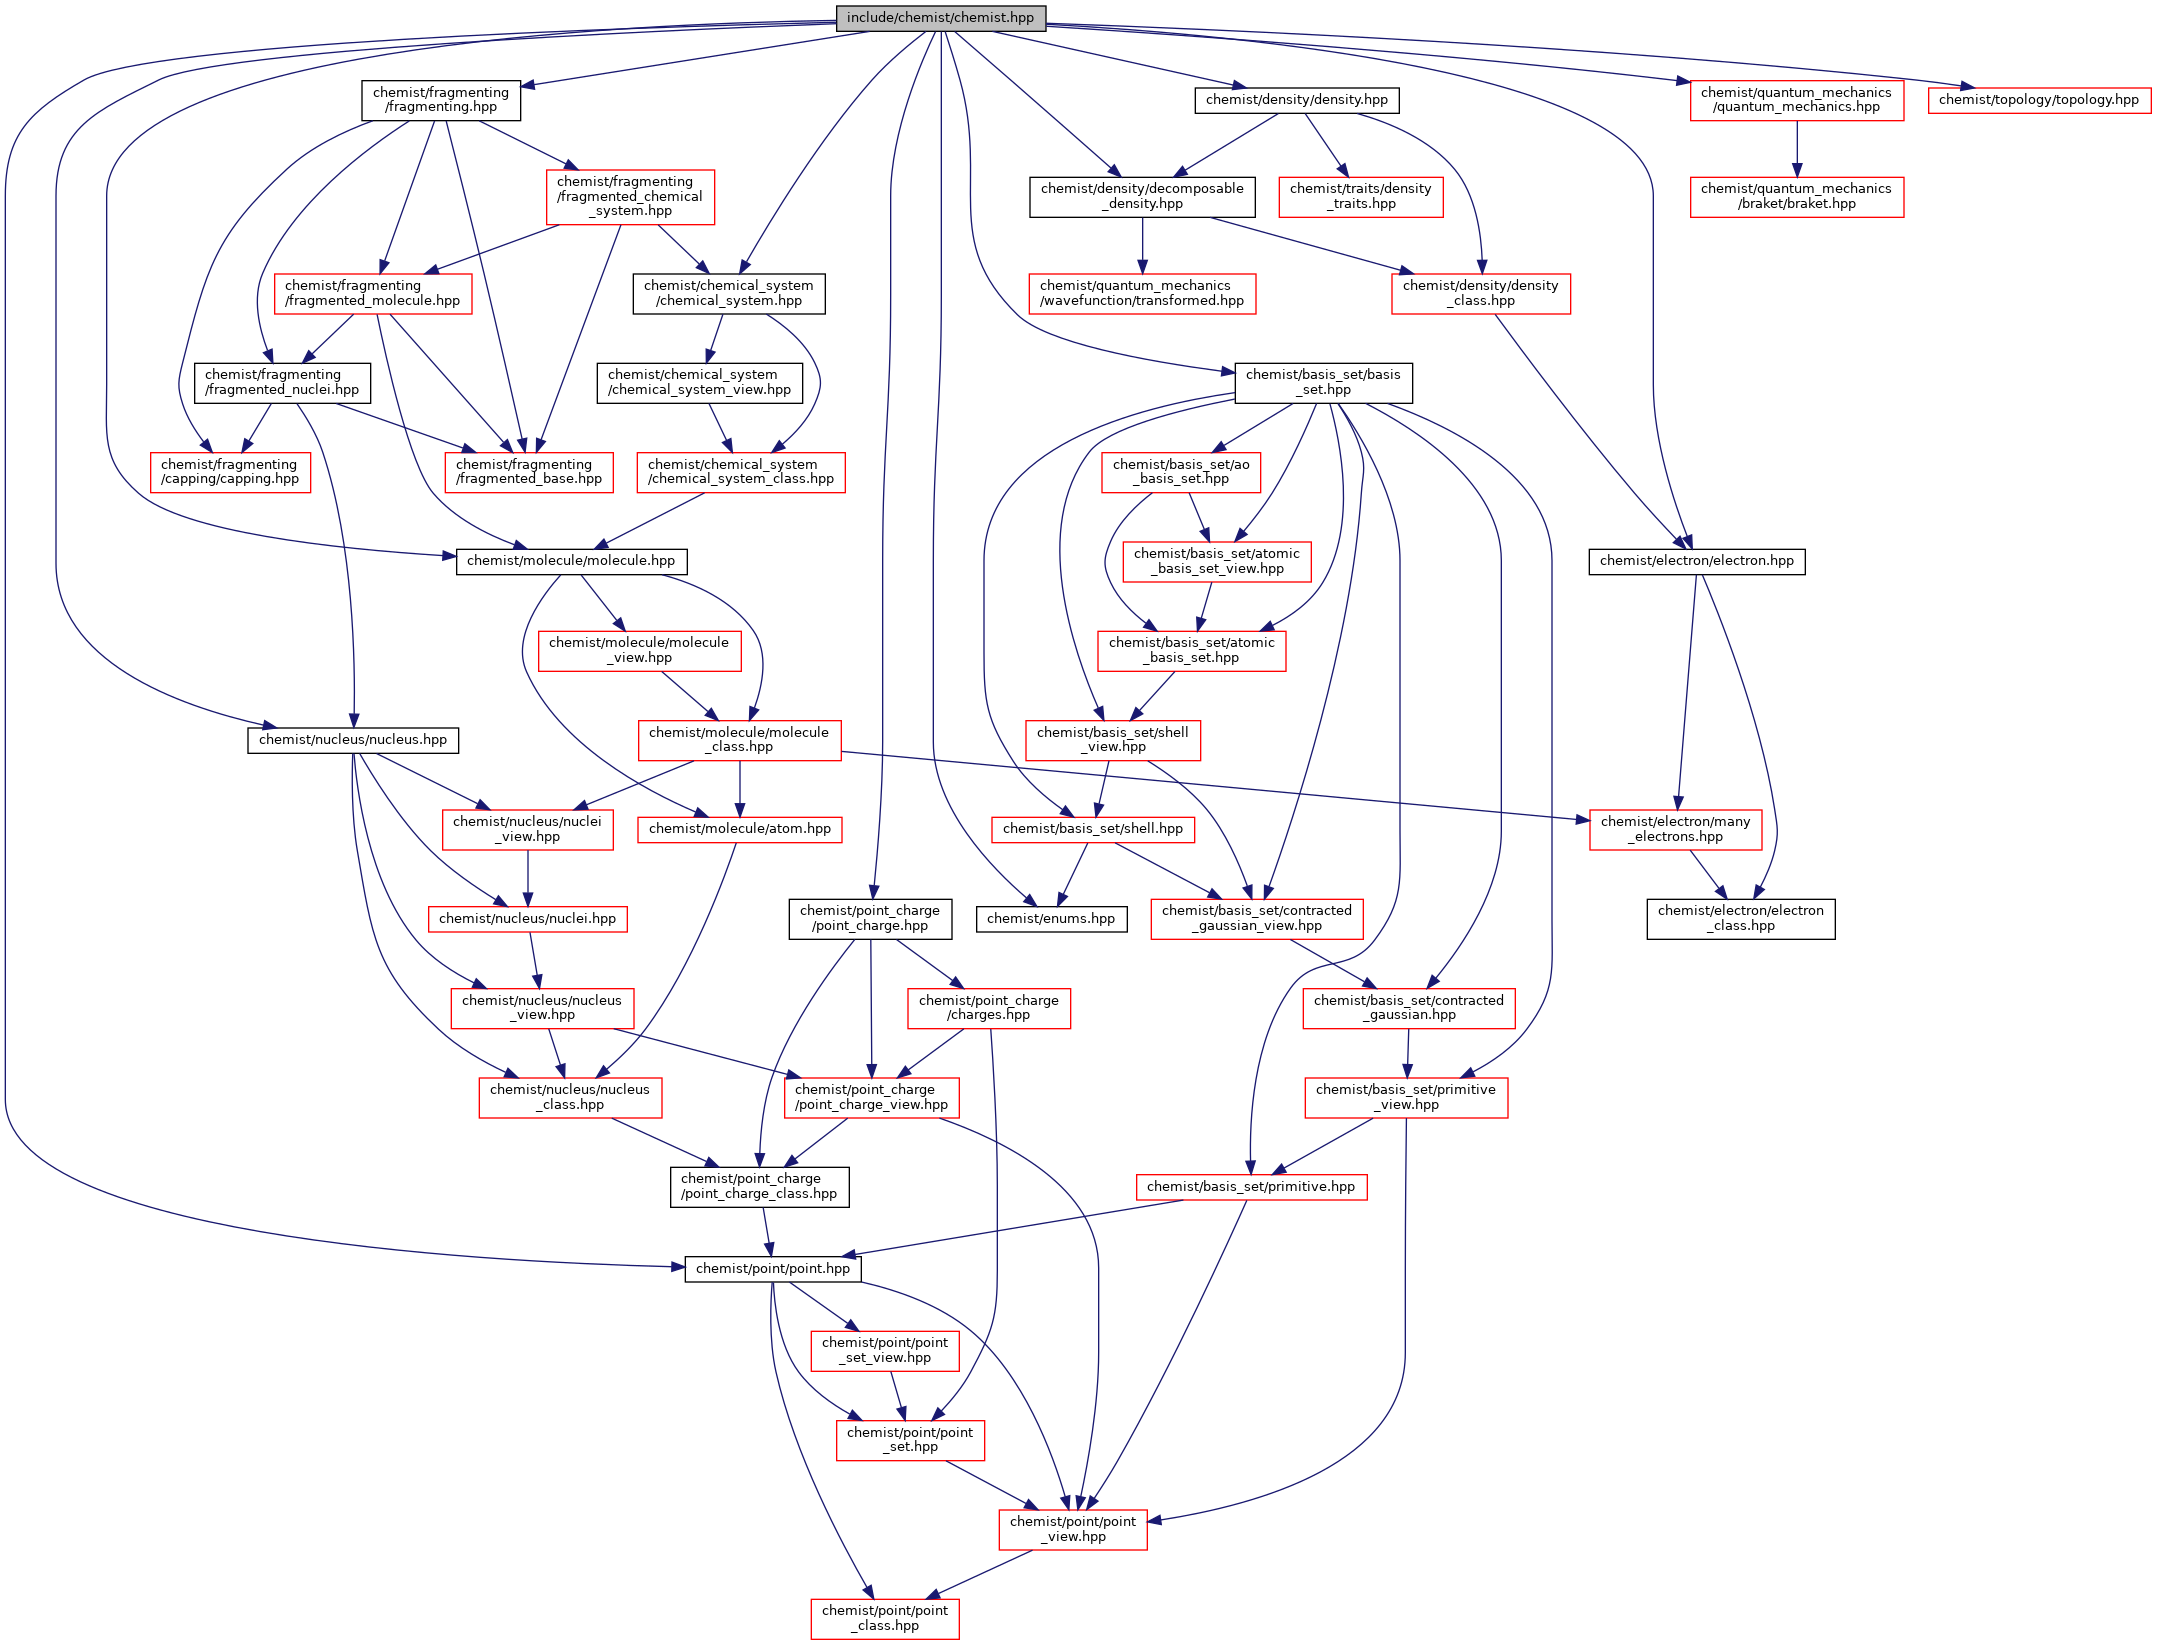 include/chemist/chemist.hpp
chemist/fragmenting
/fragmenting.hpp
chemist/density/density.hpp
chemist/quantum_mechanics
/quantum_mechanics.hpp
chemist/topology/topology.hpp
chemist/fragmenting
/fragmented_chemical
_system.hpp
chemist/density/decomposable
_density.hpp
chemist/traits/density
_traits.hpp
chemist/quantum_mechanics
/braket/braket.hpp
chemist/fragmenting
/fragmented_molecule.hpp
chemist/chemical_system
/chemical_system.hpp
chemist/quantum_mechanics
/wavefunction/transformed.hpp
chemist/density/density
_class.hpp
chemist/fragmenting
/fragmented_nuclei.hpp
chemist/chemical_system
/chemical_system_view.hpp
chemist/basis_set/basis
_set.hpp
chemist/fragmenting
/capping/capping.hpp
chemist/fragmenting
/fragmented_base.hpp
chemist/chemical_system
/chemical_system_class.hpp
chemist/basis_set/ao
_basis_set.hpp
chemist/molecule/molecule.hpp
chemist/basis_set/atomic
_basis_set_view.hpp
chemist/electron/electron.hpp
chemist/molecule/molecule
_view.hpp
chemist/basis_set/atomic
_basis_set.hpp
chemist/nucleus/nucleus.hpp
chemist/molecule/molecule
_class.hpp
chemist/basis_set/shell
_view.hpp
chemist/nucleus/nuclei
_view.hpp
chemist/molecule/atom.hpp
chemist/basis_set/shell.hpp
chemist/electron/many
_electrons.hpp
chemist/nucleus/nuclei.hpp
chemist/point_charge
/point_charge.hpp
chemist/enums.hpp
chemist/basis_set/contracted
_gaussian_view.hpp
chemist/electron/electron
_class.hpp
chemist/nucleus/nucleus
_view.hpp
chemist/point_charge
/charges.hpp
chemist/basis_set/contracted
_gaussian.hpp
chemist/nucleus/nucleus
_class.hpp
chemist/point_charge
/point_charge_view.hpp
chemist/basis_set/primitive
_view.hpp
chemist/point_charge
/point_charge_class.hpp
chemist/basis_set/primitive.hpp
chemist/point/point.hpp
chemist/point/point
_set_view.hpp
chemist/point/point
_set.hpp
chemist/point/point
_view.hpp
chemist/point/point
_class.hpp